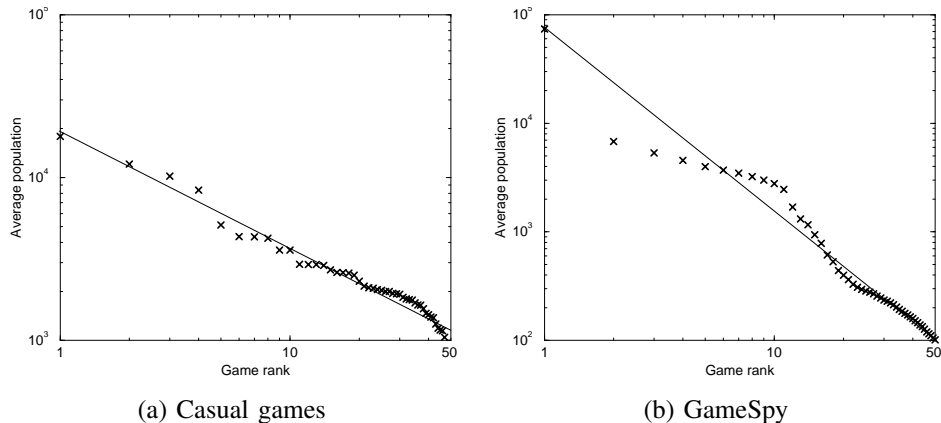 10^5
10^4
10^3
Average population
1
10
50
Game rank
(a) Casual games
10^5
10^4
10^3
10^2
Average population
1
10
50
Game rank
(b) GameSpy